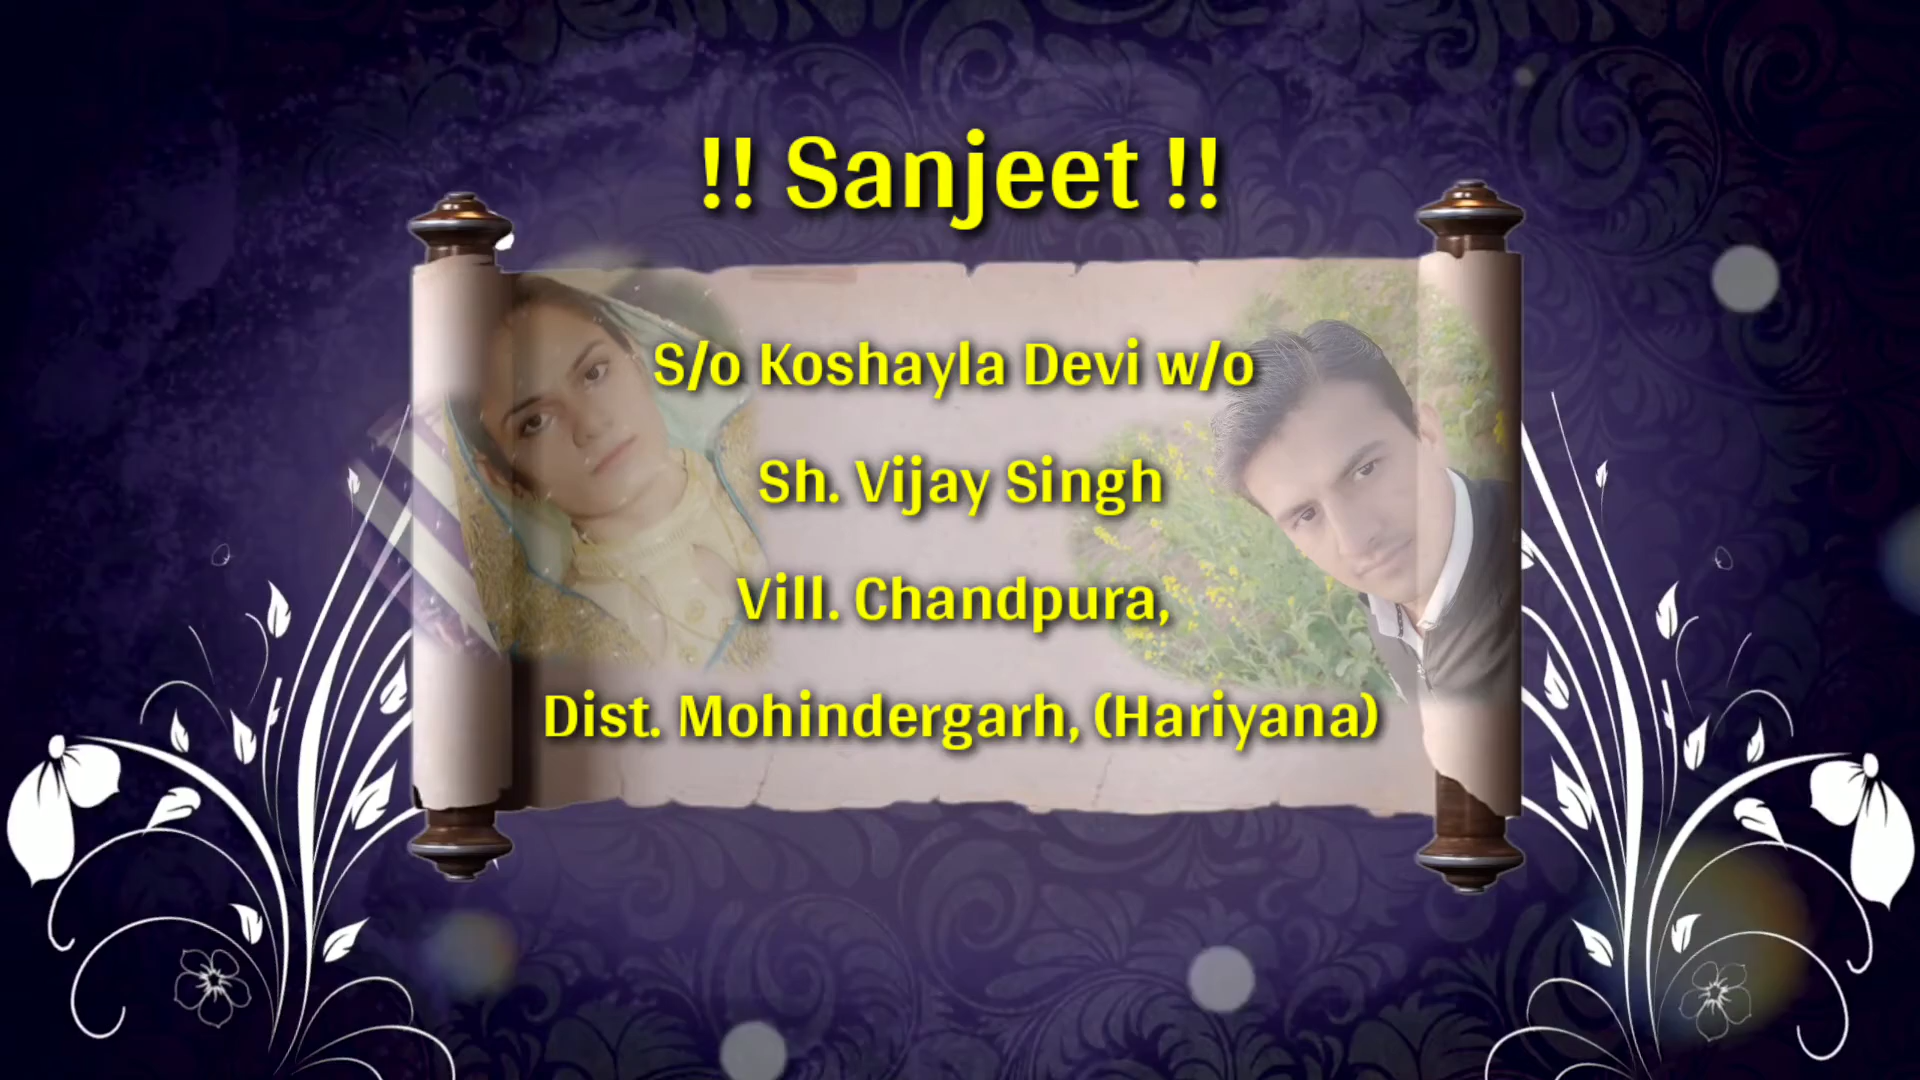 !! Sanjeet !!
S/o Koshayla Devi w/o
Sh. Vijay Singh
Vill. Chandpura,
Dist. Mohindergarh, (Hariyana)